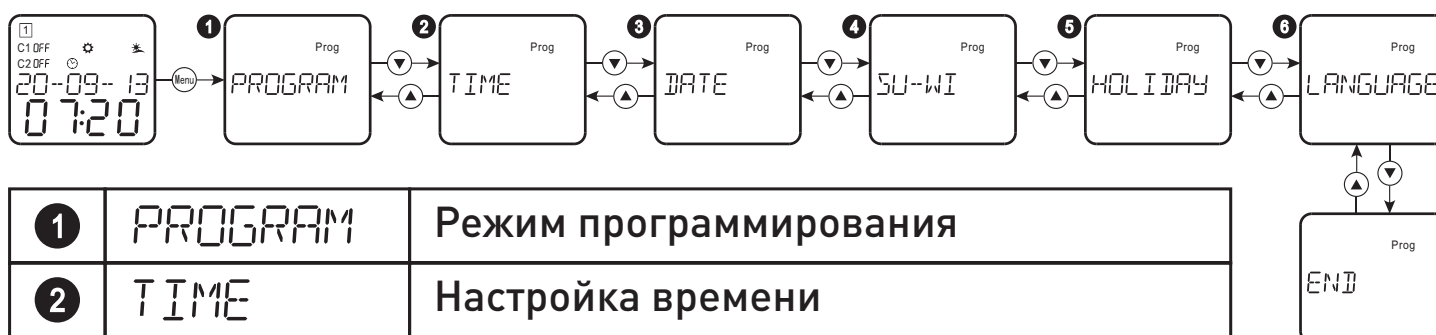 1
C1 OFF
C2 OFF
20-09-13
07:20
Menu
1
Prog
PROGRAM
2
Prog
TIME
3
Prog
DATE
4
Prog
SU-WI
5
Prog
HOLIDAY
6
Prog
LANGUAGE
Prog
END
1 PROGRAM Режим программирования
2 TIME Настройка времени